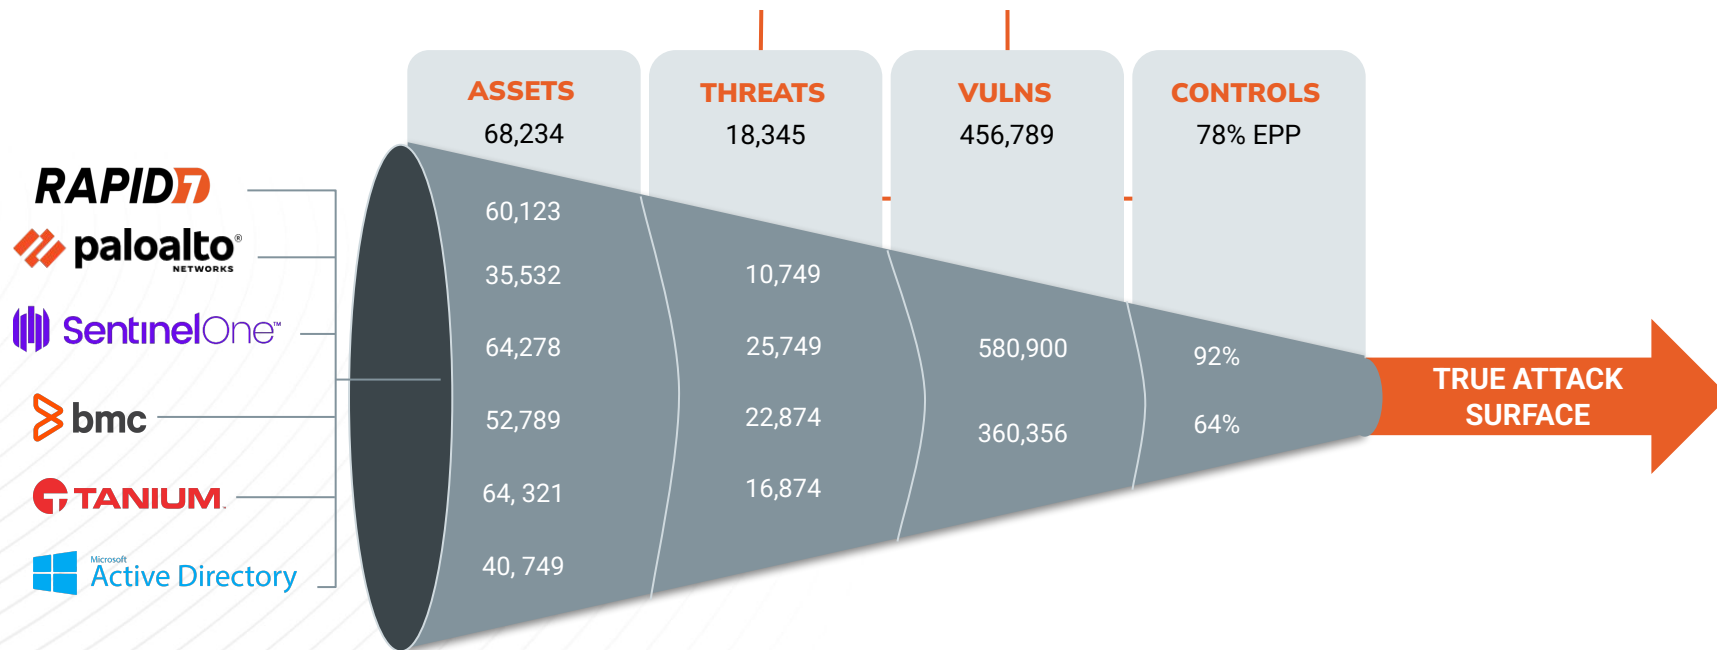 ASSETS
68,234
THREATS
18,345
VULNS
456,789
CONTROLS
78% EPP
RAPID7
paloalto®
NETWORKS
SentinelOne™
bmc
TANIUM.
Microsoft
Active Directory
60,123
35,532
64,278
52,789
64, 321
40, 749
10,749
25,749
22,874
16,874
580,900
360,356
92%
64%
TRUE ATTACK
SURFACE